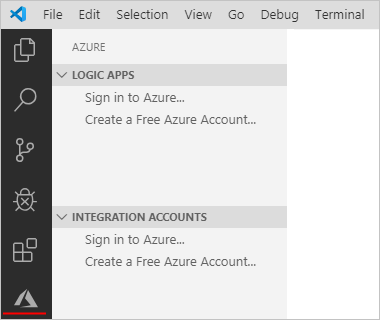 File Edit Selection View Go Debug Terminal
AZURE
LOGIC APPS
Sign in to Azure...
Create a Free Azure Account...
INTEGRATION ACCOUNTS
Sign in to Azure...
Create a Free Azure Account...